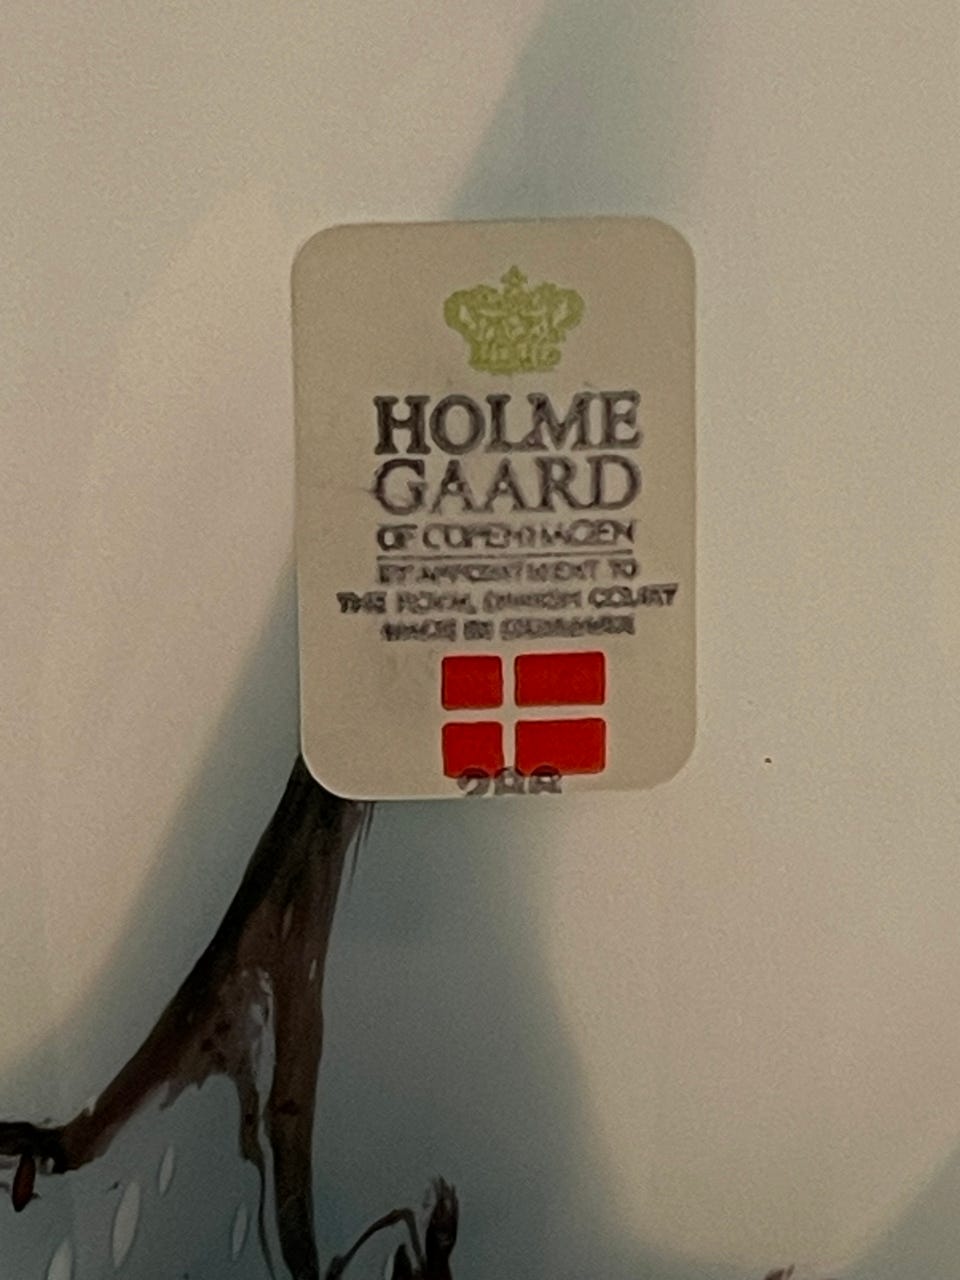 HOLME
GAARD
OF COPENHAGEN
BY APPOINTMENT TO
THE ROYAL DANISH COURT
MADE IN DENMARK